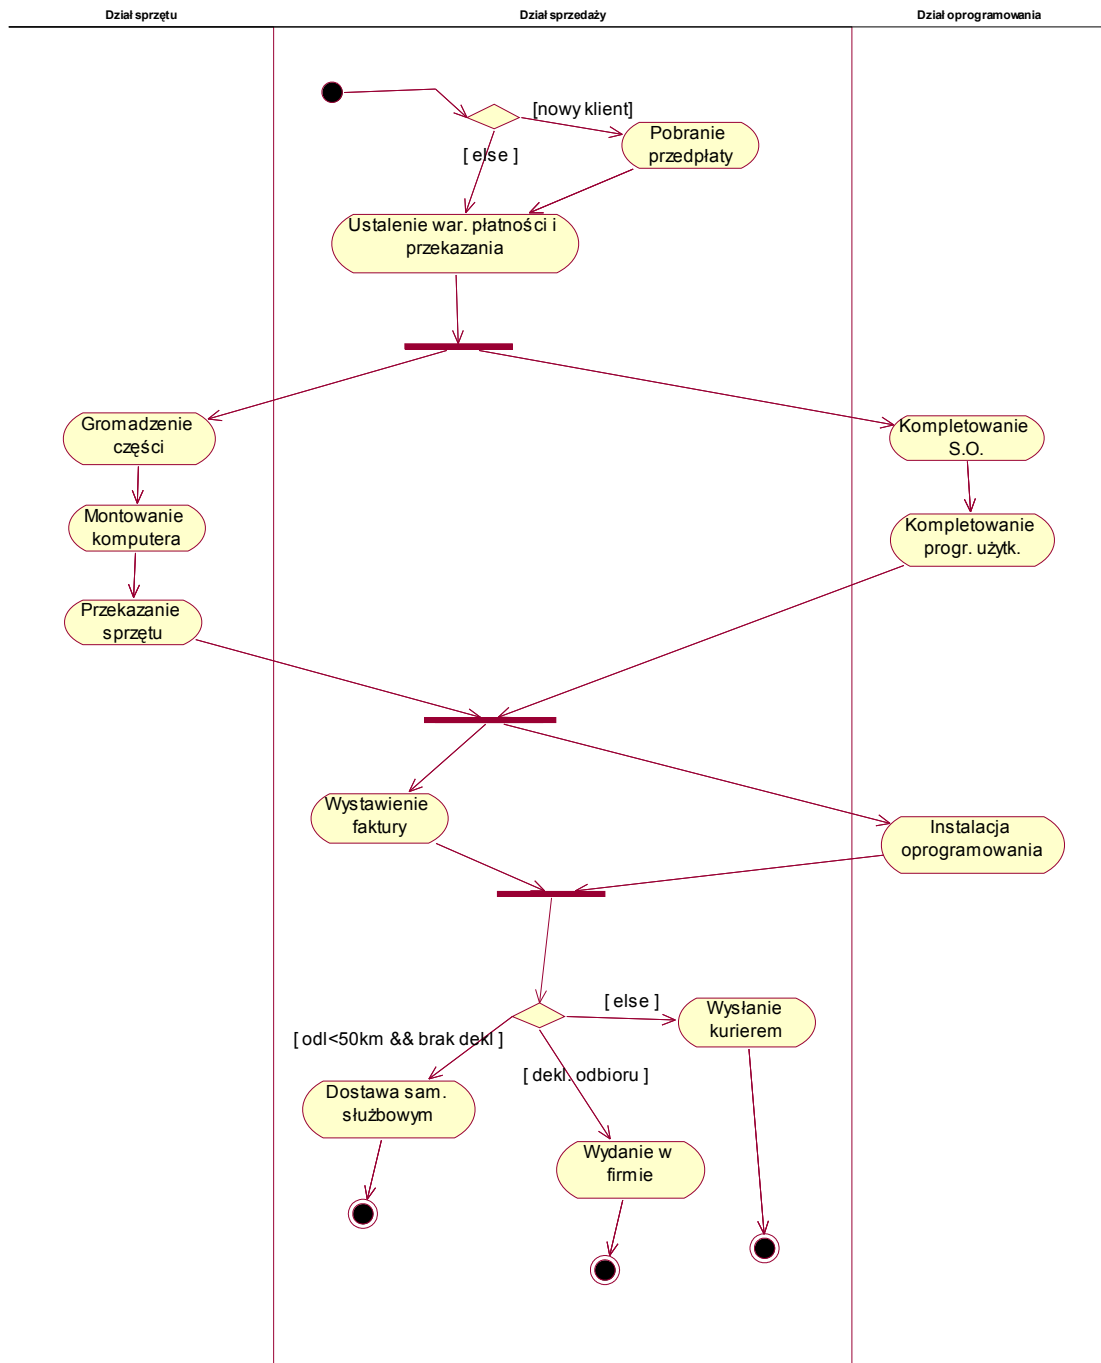 Dział sprzętu
Dział sprzedaży
Dział oprogramowania
[nowy klient]
Pobranie
przedpłaty
[ else ]
Ustalenie war. płatności i
przekazania
Gromadzenie
części
Kompletowanie
S.O.
Montowanie
komputera
Kompletowanie
progr. użytk.
Przekazanie
sprzętu
Wystawienie
faktury
Instalacja
oprogramowania
[ else ]
Wysłanie
kurierem
[ odl<50km && brak dekl ]
[ dekl. odbioru ]
Dostawa sam.
służbowym
Wydanie w
firmie